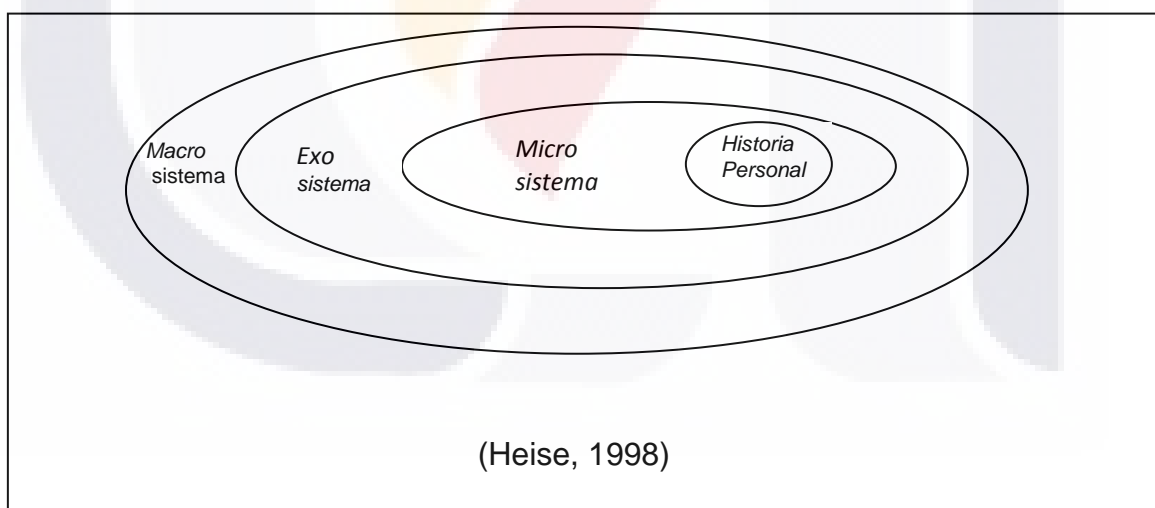 Macro
sistema
Exo
sistema
Micro
sistema
Historia
Personal
(Heise, 1998)